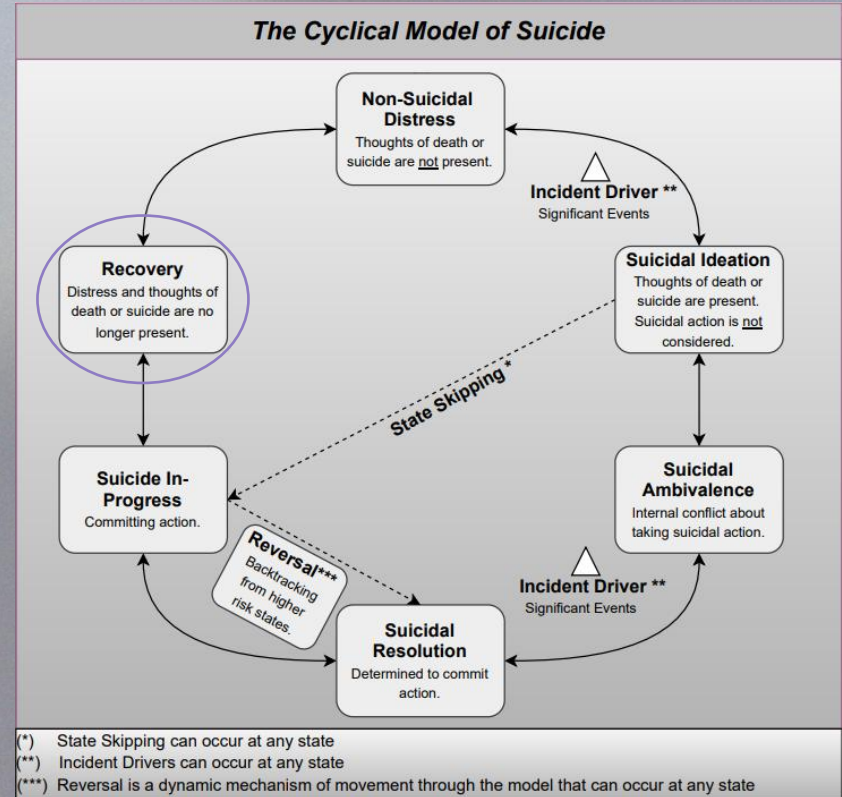 The Cyclical Model of Suicide
Non-Suicidal
Distress
Thoughts of death or
suicide are not present.
Incident Driver **
Significant Events
Recovery
Distress and thoughts of
death or suicide are no
longer present.
Suicidal Ideation
Thoughts of death or
suicide are present.
Suicidal action is not
considered.
State Skipping *
Suicide In-
Progress
Committing action.
Suicidal
Ambivalence
Internal conflict about
taking suicidal action.
Reversal***
Backtracking
from higher
risk states.
Incident Driver **
Significant Events
Suicidal
Resolution
Determined to commit
action.
(*) State Skipping can occur at any state
(**) Incident Drivers can occur at any state
(***) Reversal is a dynamic mechanism of movement through the model that can occur at any state